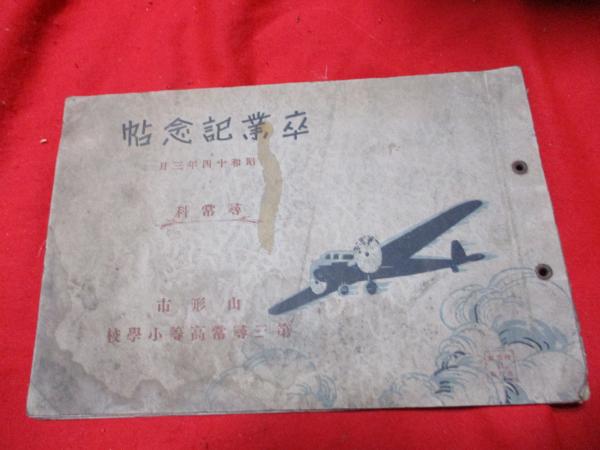 卒業記念帖
昭和十四年三月
尋常科
山形市
第三尋常高等小學校